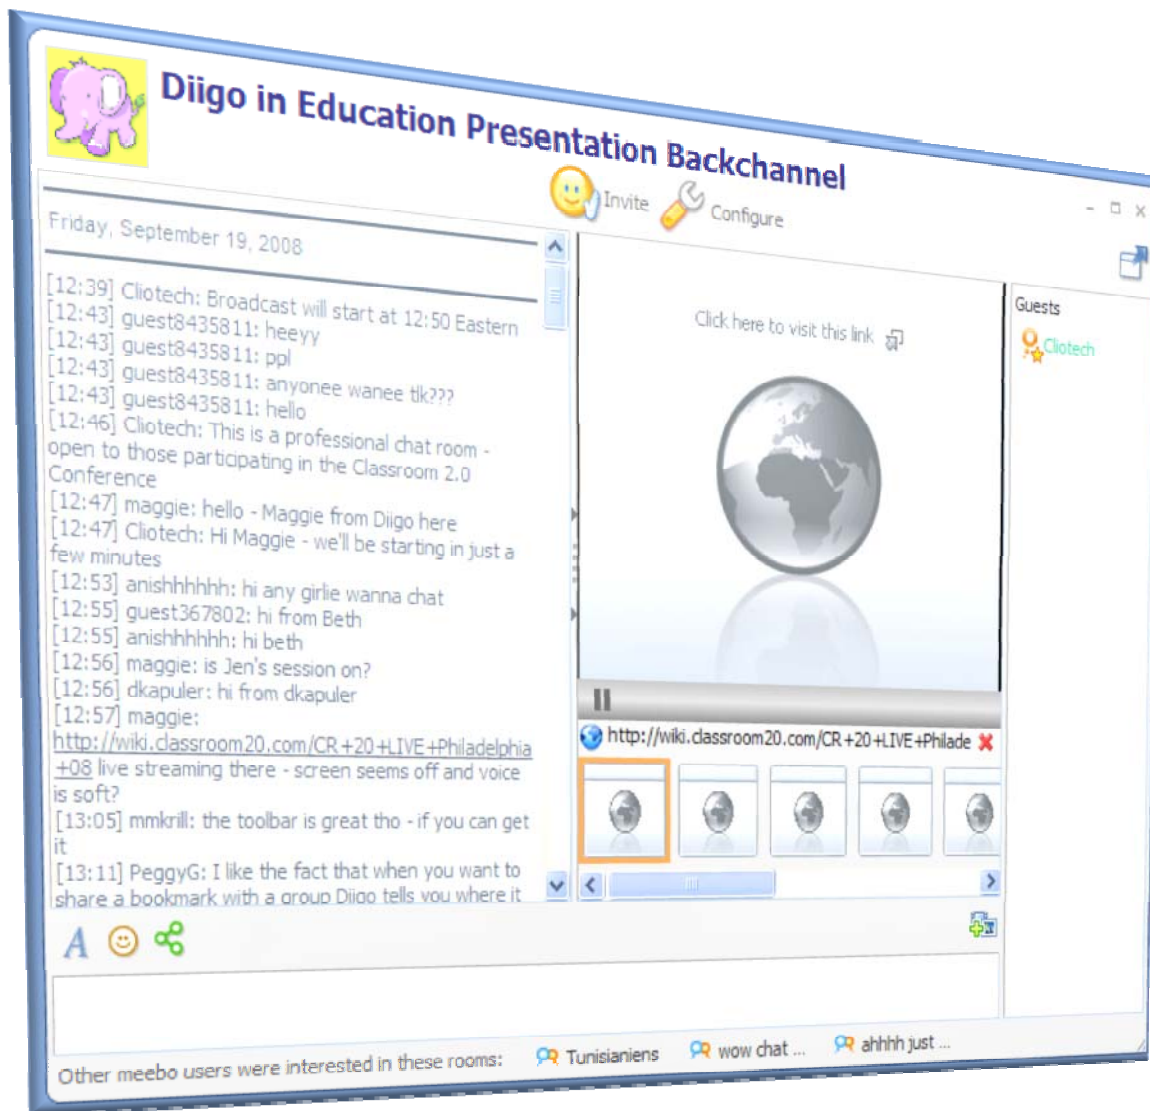 Diigo in Education Presentation Backchannel
Invite
Configure
Friday, September 19, 2008
[12:39] Cliotech: Broadcast will start at 12:50 Eastern
[12:43] guest8435811: heeyy
[12:43] guest8435811: ppl
[12:43] guest8435811: anyonee wanee tlk???
[12:43] guest8435811: hello
[12:46] Cliotech: This is a professional chat room -
open to those participating in the Classroom 2.0
Conference
[12:47] maggie: hello - Maggie from Diigo here
[12:47] Cliotech: Hi Maggie - we'll be starting in just a
few minutes
[12:53] anishhhhhh: hi any girlie wanna chat
[12:55] guest367802: hi from Beth
[12:55] anishhhhhh: hi beth
[12:56] maggie: is Jen's session on?
[12:56] dkapuler: hi from dkapuler
[12:57] maggie:
http://wiki.classroom20.com/CR+20+LIVE+Philadelphia
+08 live streaming there - screen seems off and voice
is soft?
[13:05] mmkrill: the toolbar is great tho - if you can get
it
[13:11] PeggyG: I like the fact that when you want to
share a bookmark with a group Diigo tells you where it
Click here to visit this link
http://wiki.classroom20.com/CR+20+LIVE+Philade
Guests
Cliotech
A
Other meebo users were interested in these rooms:
Tunisianiens
wow chat ...
ahhhh just ...